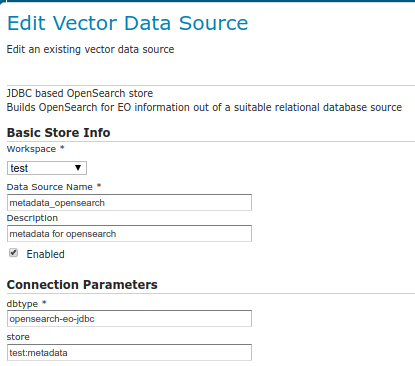 Edit Vector Data Source
Edit an existing vector data source
JDBC based OpenSearch store
Builds OpenSearch for EO information out of a suitable relational database source
Basic Store Info
Workspace *
test
Data Source Name *
metadata_opensearch
Description
metadata for opensearch
Enabled
Connection Parameters
dbtype *
opensearch-eo-jdbc
store
test:metadata